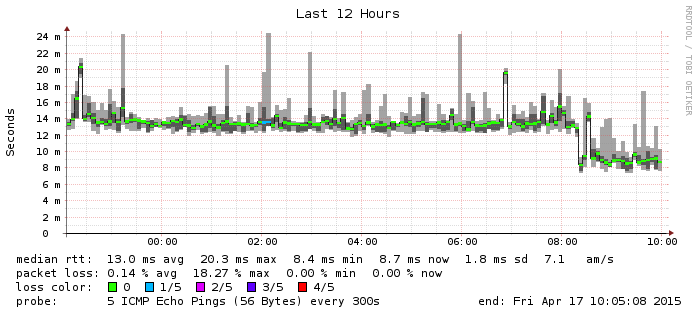 Last 12 Hours
RRDTOOL / TOBI OETIKER
Seconds
24 m
22 m
20 m
18 m
16 m
14 m
12 m
10 m
8 m
6 m
4 m
2 m
0
00:00 02:00 04:00 06:00 08:00 10:00
median rtt: 13.0 ms avg 20.3 ms max 8.4 ms min 8.7 ms now 1.8 ms sd 7.1 am/s
packet loss: 0.14 % avg 18.27 % max 0.00 % min 0.00 % now
loss color: 0 1/5 2/5 3/5 4/5
probe: 5 ICMP Echo Pings (56 Bytes) every 300s end: Fri Apr 17 10:05:08 2015